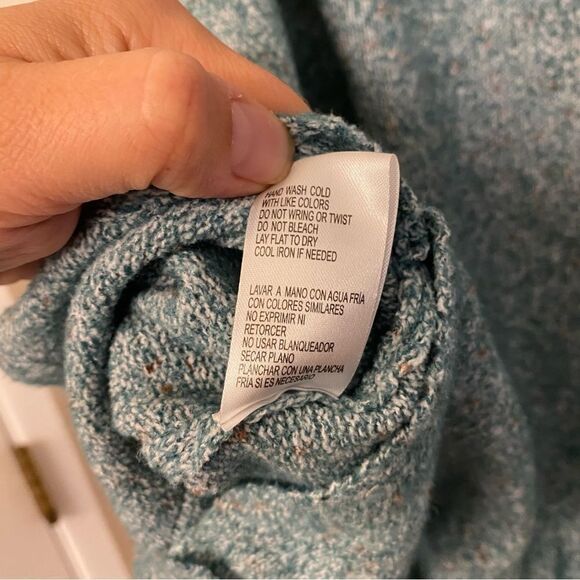 HAND WASH COLD
WITH LIKE COLORS
DO NOT WRING OR TWIST
DO NOT BLEACH
LAY FLAT TO DRY
COOL IRON IF NEEDED
LAVAR A MANO CON AGUA FRÍA
CON COLORES SIMILARES
NO EXPRIMIR NI
RETORCER
NO USAR BLANQUEADOR
SECAR PLANO
PLANCHAR CON UNA PLANCHA
FRÍA SI ES NECESARIO